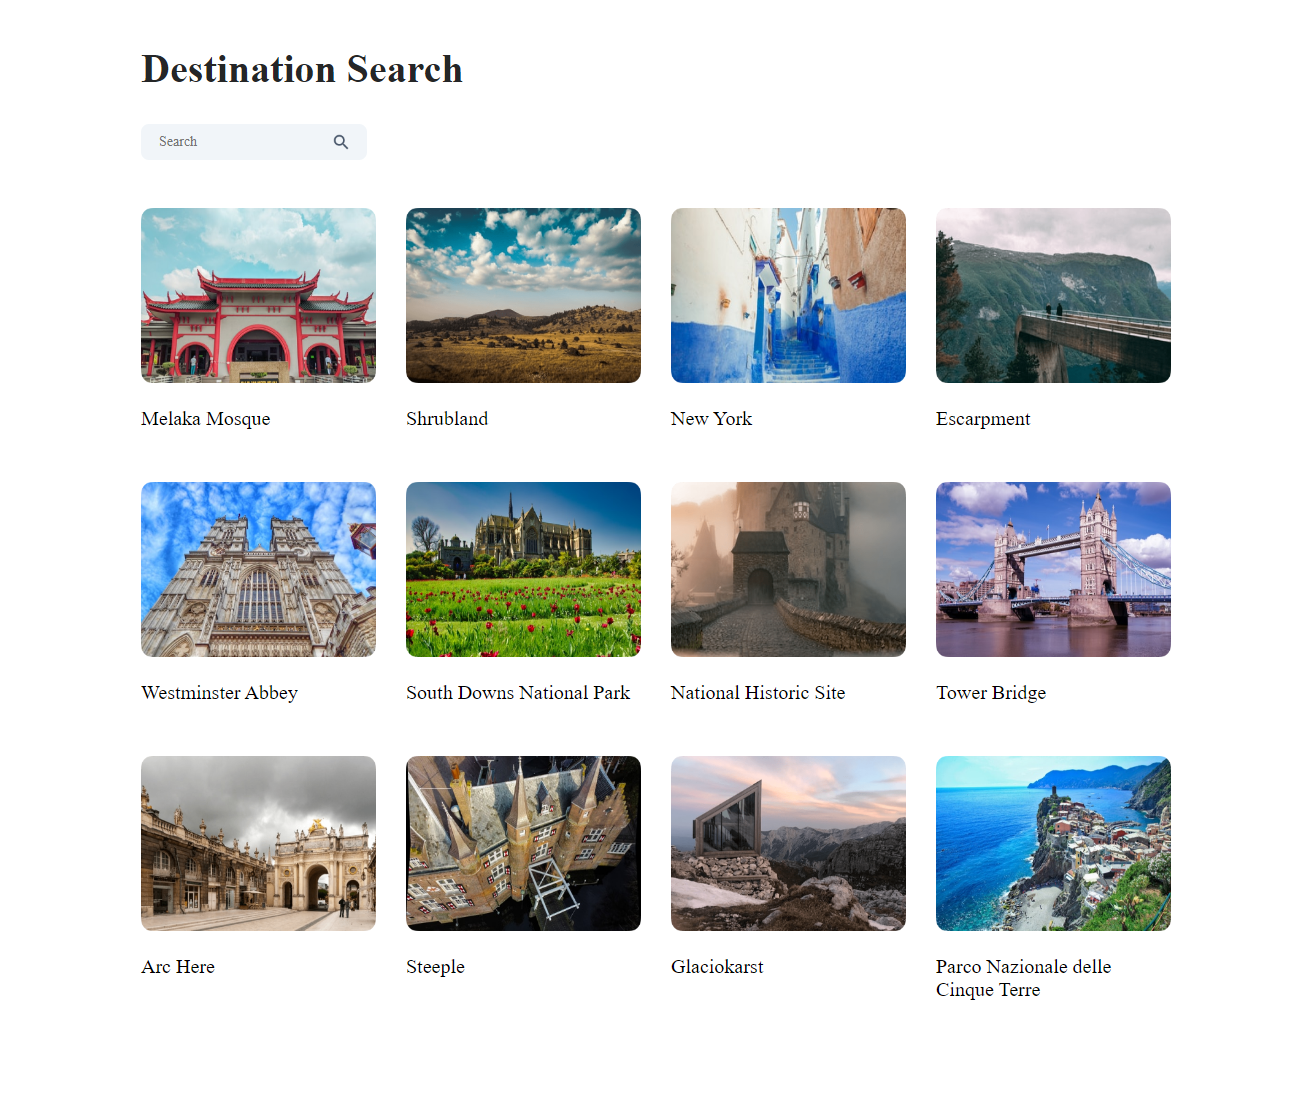 Destination Search
Search
Melaka Mosque
Shrubland
New York
Escarpment
Westminster Abbey
South Downs National Park
National Historic Site
Tower Bridge
Arc Here
Steeple
Glaciokarst
Parco Nazionale delle
Cinque Terre